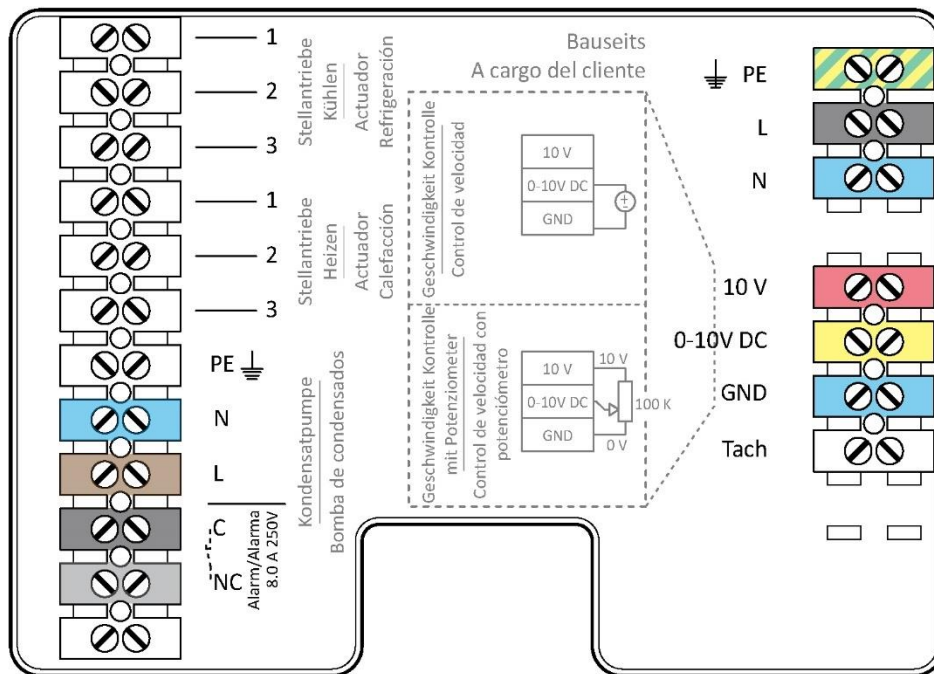 1
2
3
Stellantriebe
Kühlen
Actuador
Refrigeración
1
2
3
Stellantriebe
Heizen
Actuador
Calefacción
PE
N
L
C
NC
Alarm/Alarma
8.0 A 250V
Kondensatpumpe
Bomba de condensados
Bauseits
A cargo del cliente
Geschwindigkeit Kontrolle
Control de velocidad
10 V
0-10V DC
GND
Geschwindigkeit Kontrolle
mit Potenziometer
Control de velocidad con
potenciómetro
10 V
0-10V DC
GND
10 V
100 K
0 V
PE
L
N
10 V
0-10V DC
GND
Tach